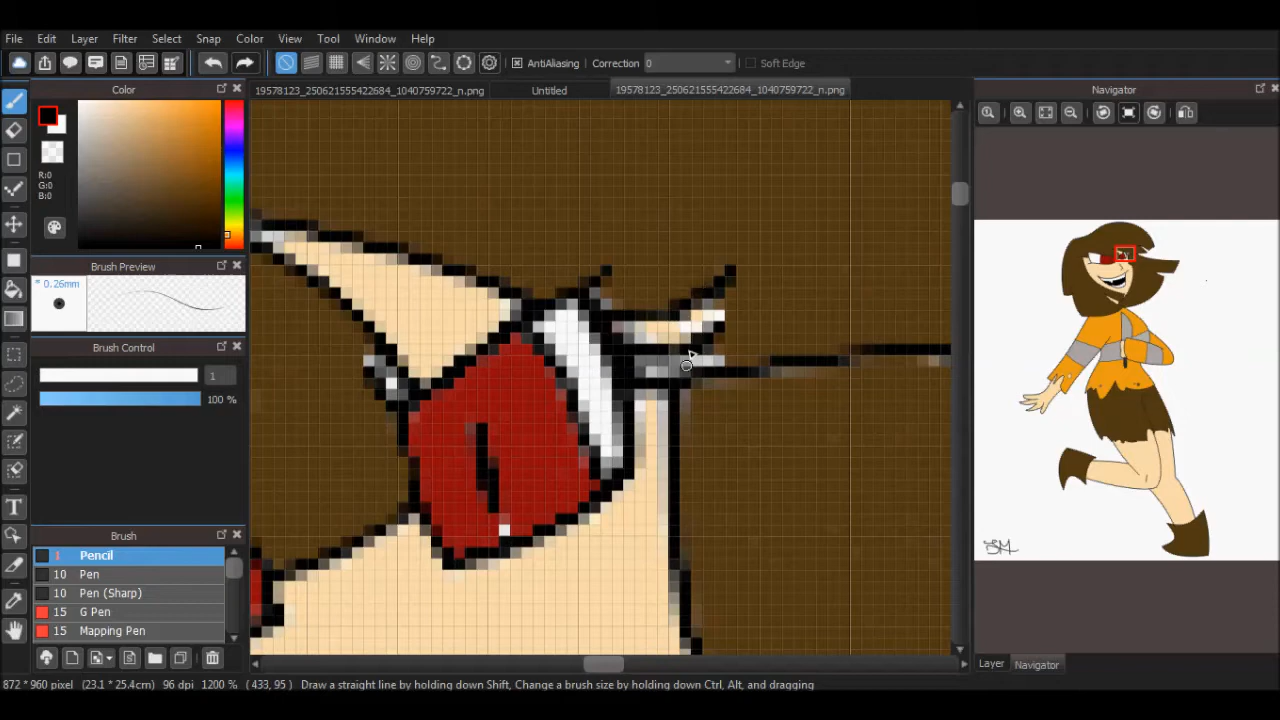 File Edit View Layer Filter Select Snap Color Tool Window Help
AntiAliasing Correction 0 Soft Edge
Color
19578123_250621555422684_1040759722_n.png Untitled 19578123_250621555422684_1040759722_n.png
Navigator
R:0
G:0
B:0
Brush Preview
* 0.26mm
Brush Control
1
100 %
Brush
1 Pencil
10 Pen
10 Pen (Sharp)
15 G Pen
15 Mapping Pen
Layer Navigator
872 * 960 pixel (23.1 * 25.4cm) 96 dpi 1200 % ( 433, 95 ) Draw a straight line by holding down Shift, Change a brush size by holding down Ctrl, Alt, and dragging